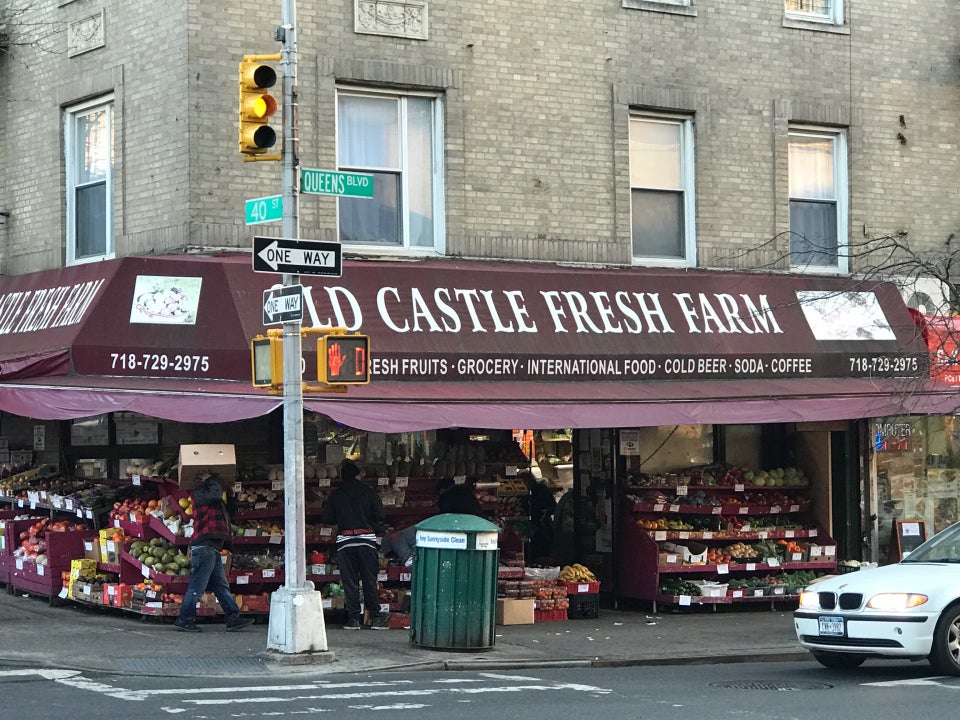 QUEENS BLVD
40 ST
ONE WAY
ONE WAY
FRESH FARM
718-729-2975
LD CASTLE FRESH FARM
RESH FRUITS · GROCERY · INTERNATIONAL FOOD · COLD BEER · SODA · COFFEE
718-729-2975
OMPUTER
Sunnyside Clean